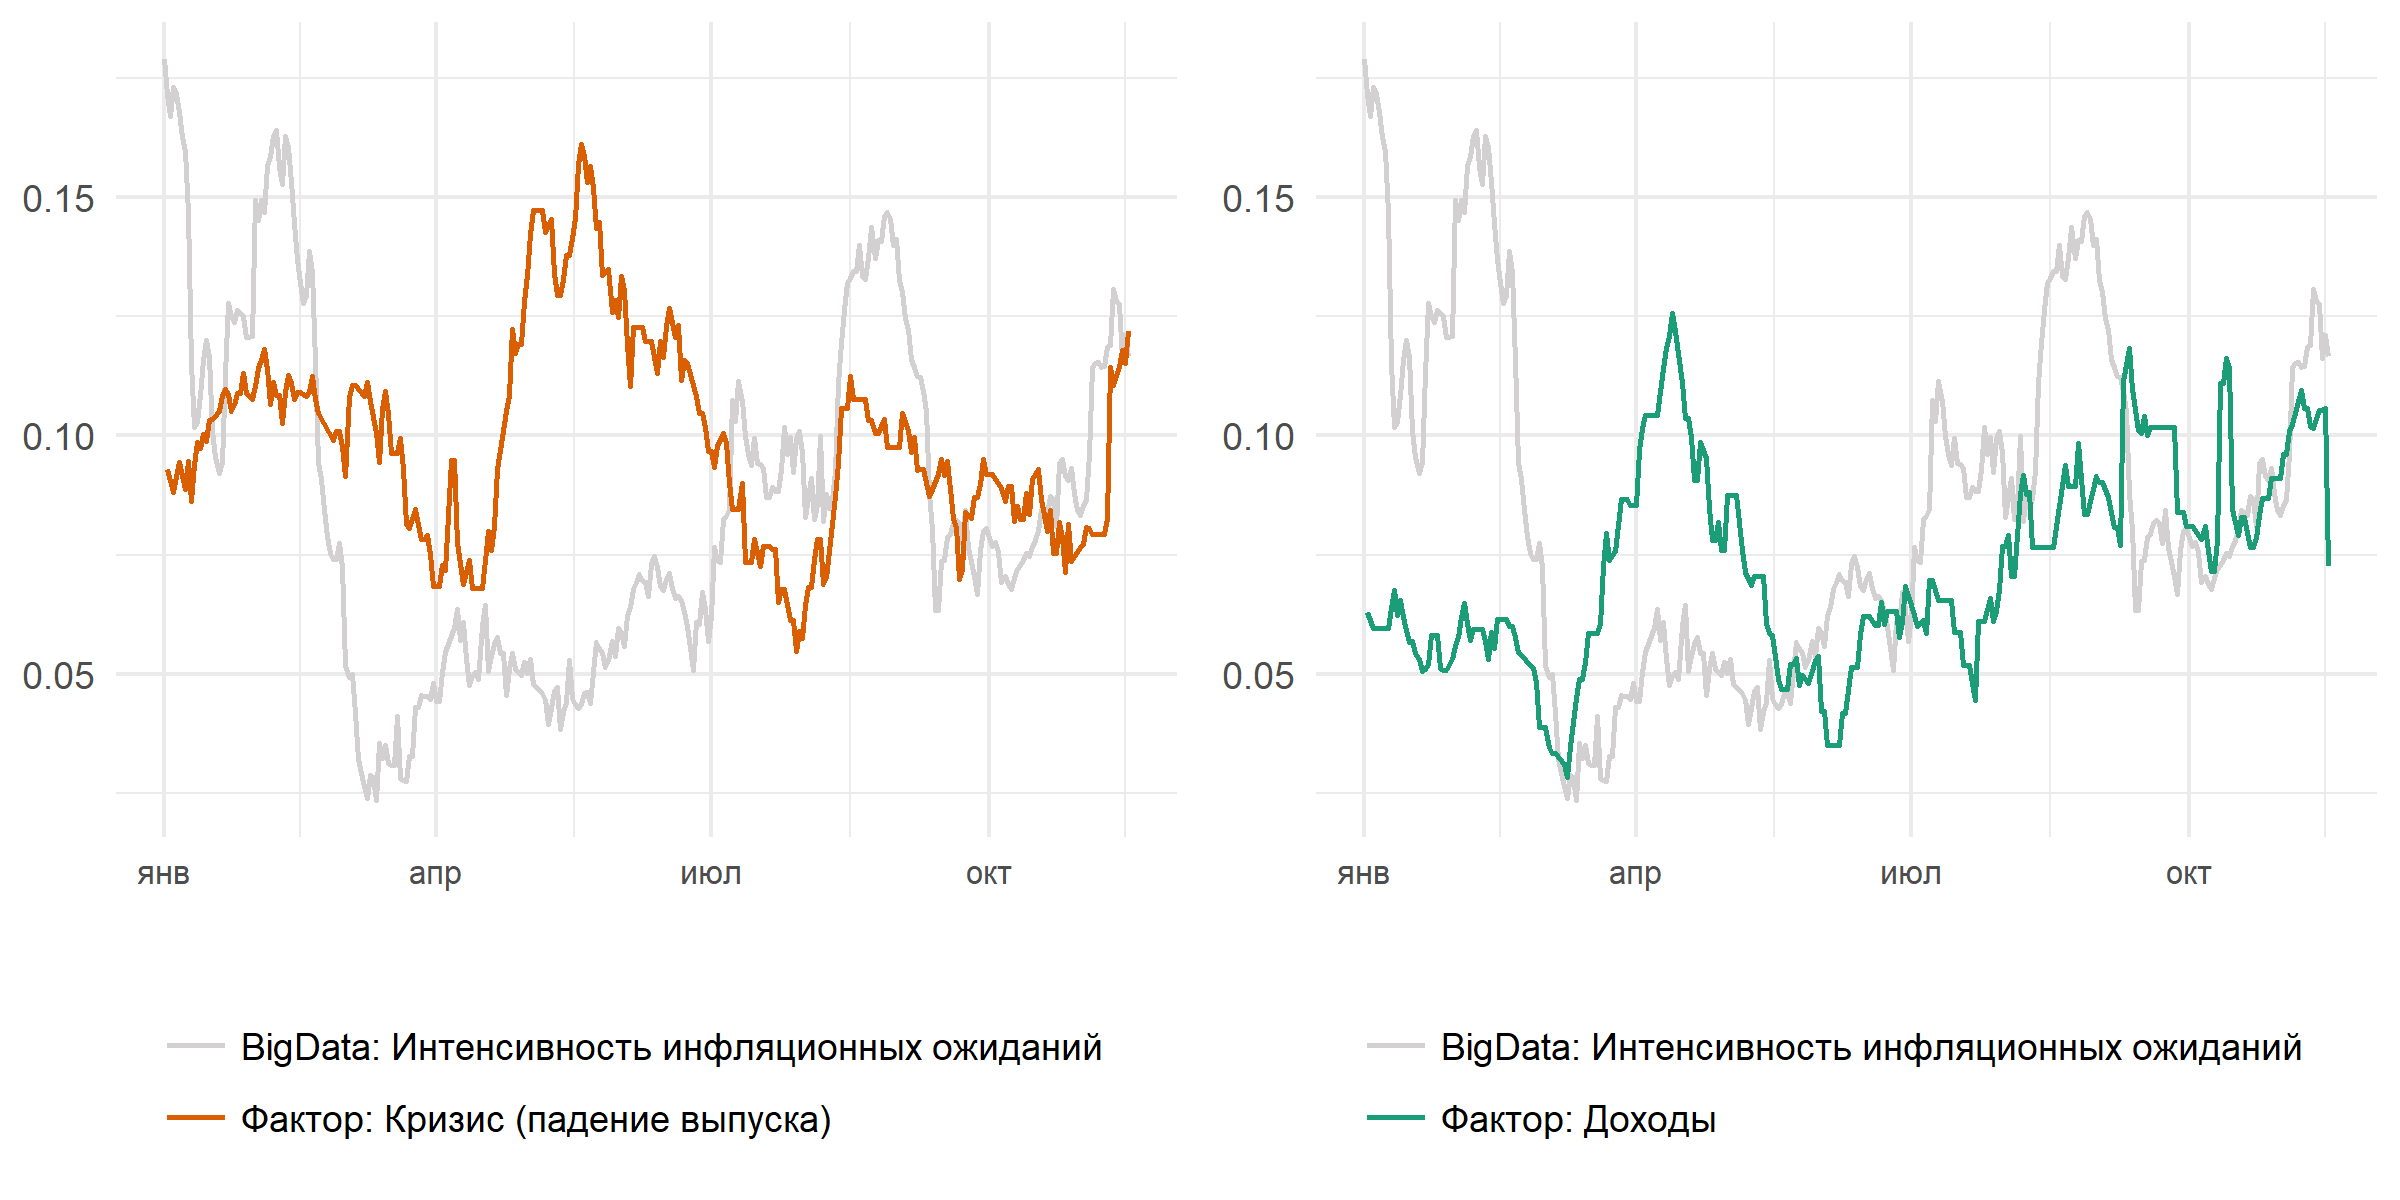 0.15
0.10
0.05
янв апр июл окт
BigData: Интенсивность инфляционных ожиданий
Фактор: Кризис (падение выпуска)
0.15
0.10
0.05
янв апр июл окт
BigData: Интенсивность инфляционных ожиданий
Фактор: Доходы